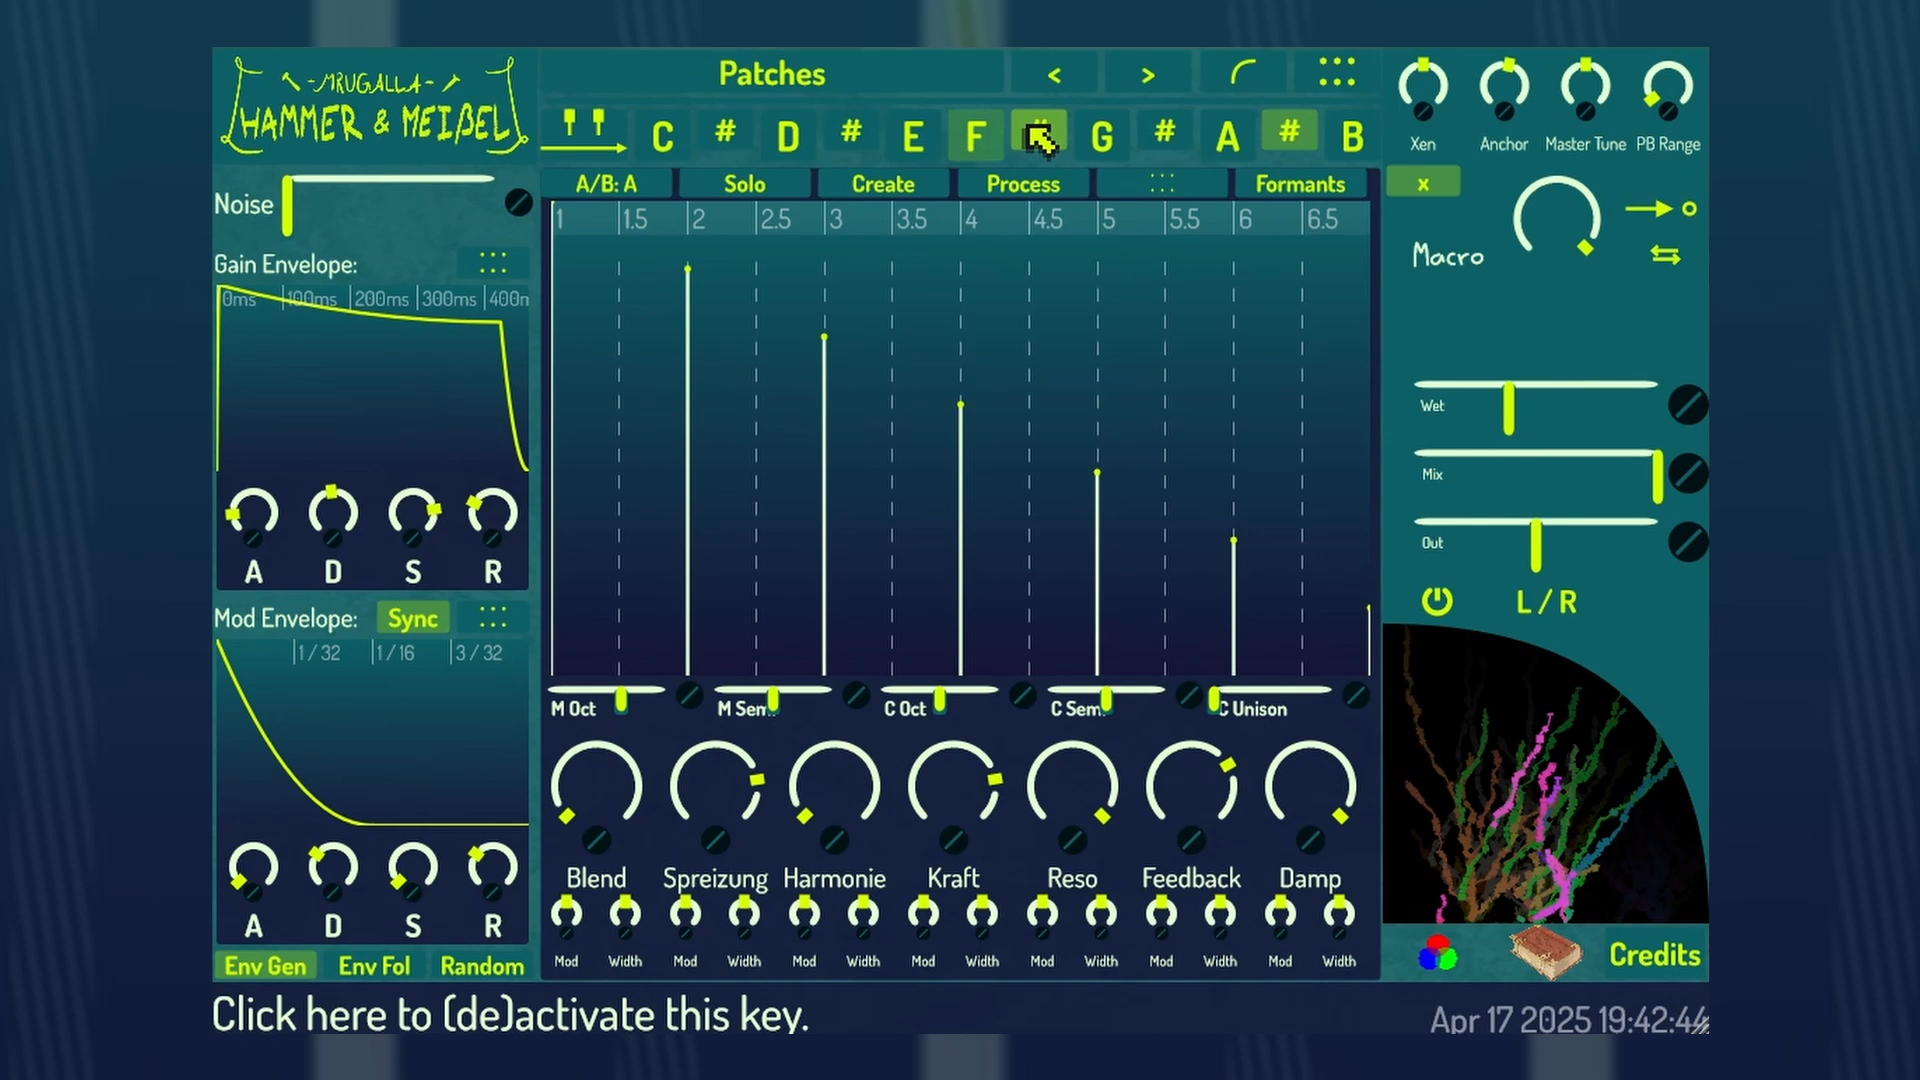 -MRUGALLA-
HAMMER & MEIßEL
Patches
<
>
C # D # E F # G # A # B
A/B: A
Solo
Create
Process
Formants
Xen
Anchor
Master Tune
PB Range
x
Macro
Noise
Gain Envelope:
0ms 100ms 200ms 300ms 400m
A D S R
Mod Envelope:
Sync
1/32 1/16 3/32
A D S R
Env Gen
Env Fol
Random
1 1.5 2 2.5 3 3.5 4 4.5 5 5.5 6 6.5
M Oct
M Semi
C Oct
C Semi
C Unison
Blend Spreizung Harmonie Kraft Reso Feedback Damp
Mod Width Mod Width Mod Width Mod Width Mod Width Mod Width Mod Width
Wet
Mix
Out
L/R
Credits
Click here to (de)activate this key.
Apr 17 2025 19:42:44